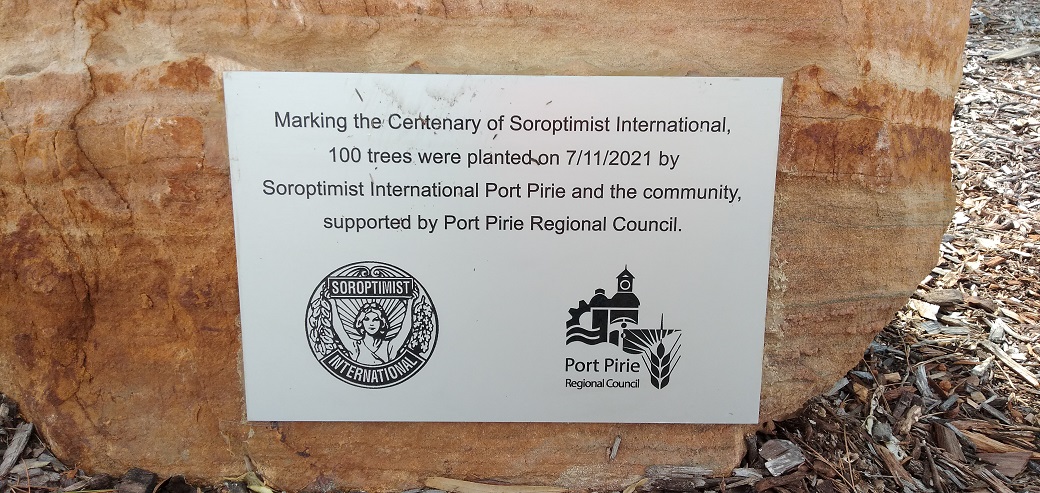 Marking the Centenary of Soroptimist International,
100 trees were planted on 7/11/2021 by
Soroptimist International Port Pirie and the community,
supported by Port Pirie Regional Council.
SOROPTIMIST
INTERNATIONAL
Port Pirie
Regional Council